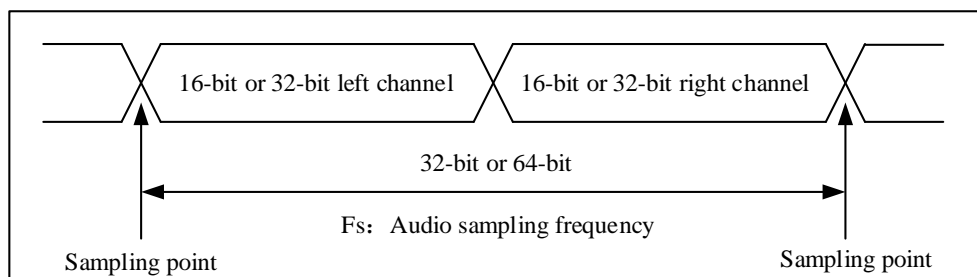 16-bit or 32-bit left channel 16-bit or 32-bit right channel
32-bit or 64-bit
Fs： Audio sampling frequency
Sampling point Sampling point